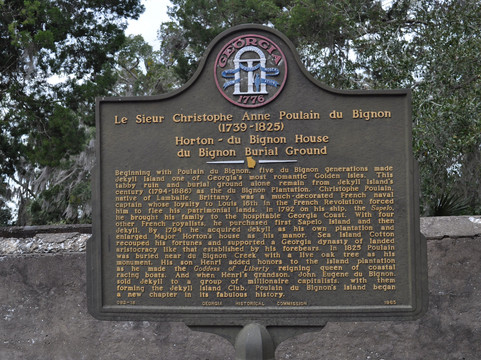 GEORGIA
1776
Le Sieur Christophe Anne Poulain du Bignon
(1739-1825)
Horton - du Bignon House
du Bignon Burial Ground
Beginning with Poulain du Bignon, five du Bignon generations made
Jekyll Island one of Georgia's most romantic Golden Isles. This
tabby ruin and burial ground alone remain from Jekyll Island's
century (1794-1886) as the du Bignon Plantation. Christophe Poulain,
native of Lamballe, Brittany, was a much-decorated French naval
captain whose loyalty to Louis 16th in the French Revolution forced
him to flee his patrimonial lands. In 1792 on his ship, the Sapelo,
he brought his family to the hospitable Georgia Coast. With four
other Frenchmen, he purchased first Sapelo Island and then
Jekyll. By 1794 he acquired Jekyll as his own plantation and
enlarged Major Horton's house as his manor. Sea Island Cotton
recouped his fortunes and supported a Georgia dynasty of landed
aristocracy like that established by his forebears. In 1825 Poulain
was buried near du Bignon Creek with a live oak tree as his
monument. His son Henri added honors to the island plantation
as he made the Goddess of Liberty reigning queen of coastal
racing boats. And when Henri's grandson, John Eugene du Bignon,
sold Jekyll to a group of millionaire capitalists with them
forming the Jekyll Island Club, Poulain du Bignon's Island began
a new chapter in its fabulous history.
GEORGIA HISTORICAL COMMISSION